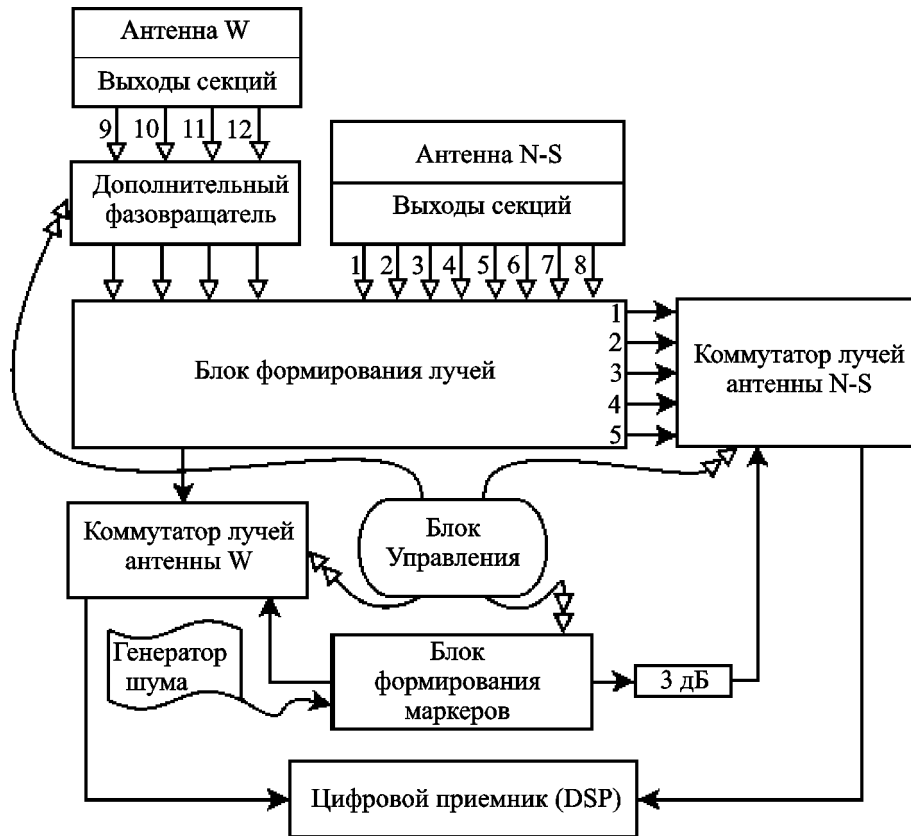 Антенна W
Выходы секций
9 10 11 12
Дополнительный
фазовращатель
Антенна N-S
Выходы секций
1 2 3 4 5 6 7 8
Блок формирования лучей
1
2
3
4
5
Коммутатор лучей
антенны N-S
Коммутатор лучей
антенны W
Блок
Управления
Генератор
шума
Блок
формирования
маркеров
3 дБ
Цифровой приемник (DSP)